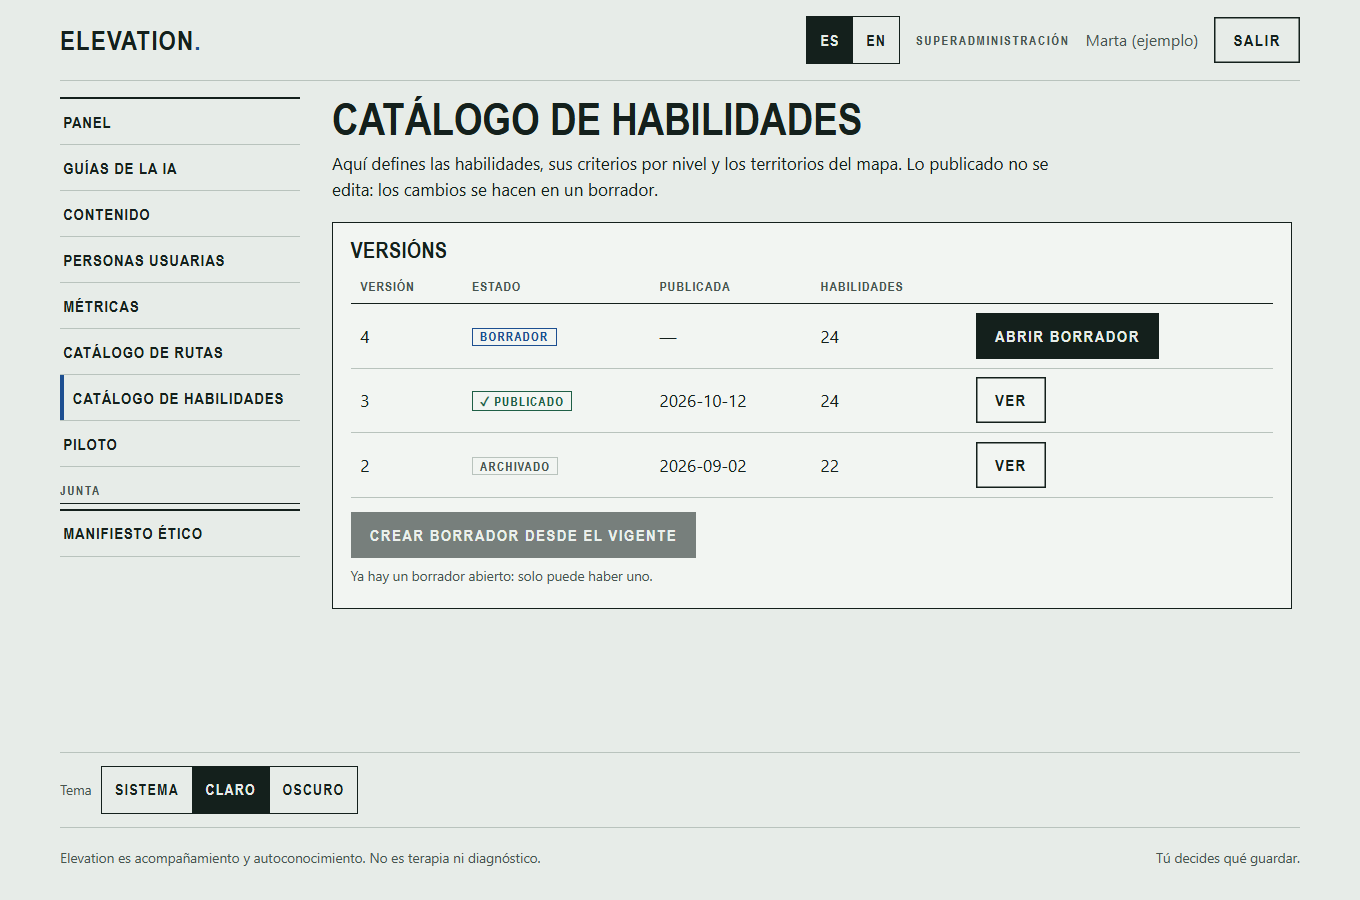 ELEVATION.
ES EN SUPERADMINISTRACIÓN Marta (ejemplo) SALIR
PANEL
GUÍAS DE LA IA
CONTENIDO
PERSONAS USUARIAS
MÉTRICAS
CATÁLOGO DE RUTAS
CATÁLOGO DE HABILIDADES
PILOTO
JUNTA
MANIFIESTO ÉTICO
CATÁLOGO DE HABILIDADES
Aquí defines las habilidades, sus criterios por nivel y los territorios del mapa. Lo publicado no se
edita: los cambios se hacen en un borrador.
VERSIÓNS
VERSIÓN ESTADO PUBLICADA HABILIDADES
4 BORRADOR — 24 ABRIR BORRADOR
3 ✓ PUBLICADO 2026-10-12 24 VER
2 ARCHIVADO 2026-09-02 22 VER
CREAR BORRADOR DESDE EL VIGENTE
Ya hay un borrador abierto: solo puede haber uno.
Tema SISTEMA CLARO OSCURO
Elevation es acompañamiento y autoconocimiento. No es terapia ni diagnóstico. Tú decides qué guardar.